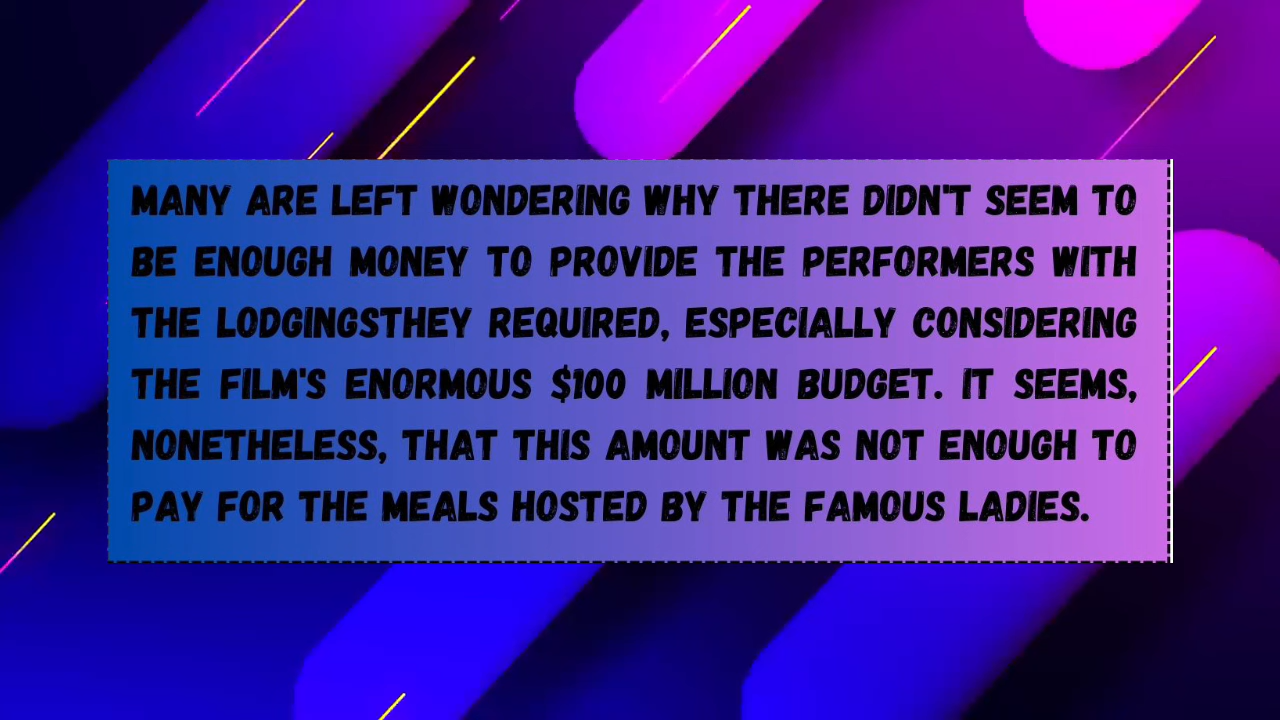 MANY ARE LEFT WONDERING WHY THERE DIDN'T SEEM TO
BE ENOUGH MONEY TO PROVIDE THE PERFORMERS WITH
THE LODGINGSTHEY REQUIRED, ESPECIALLY CONSIDERING
THE FILM'S ENORMOUS $100 MILLION BUDGET. IT SEEMS,
NONETHELESS, THAT THIS AMOUNT WAS NOT ENOUGH TO
PAY FOR THE MEALS HOSTED BY THE FAMOUS LADIES.